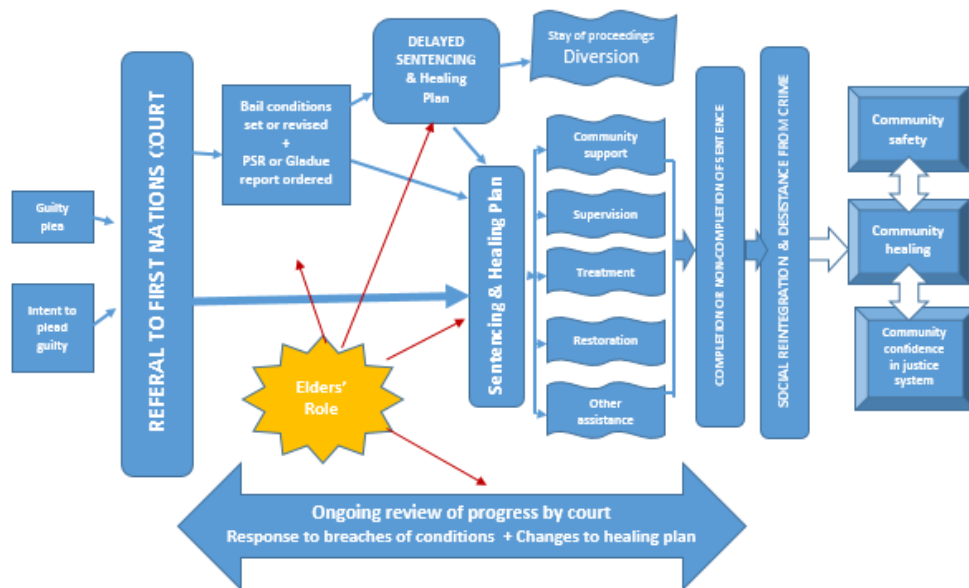 Guilty
plea
Intent to
plead
guilty
REFERAL TO FIRST NATIONS COURT
Bail conditions
set or revised
+
PSR or Gladue
report ordered
DELAYED
SENTENCING
& Healing
Plan
Stay of proceedings
Diversion
Elders'
Role
Sentencing & Healing Plan
Community
support
Supervision
Treatment
Restoration
Other
assistance
COMPLETION OR NON-COMPLETION OF SENTENCE
SOCIAL REINTEGRATION & DESISTANCE FROM CRIME
Community
safety
Community
healing
Community
confidence
in justice
system
Ongoing review of progress by court
Response to breaches of conditions + Changes to healing plan